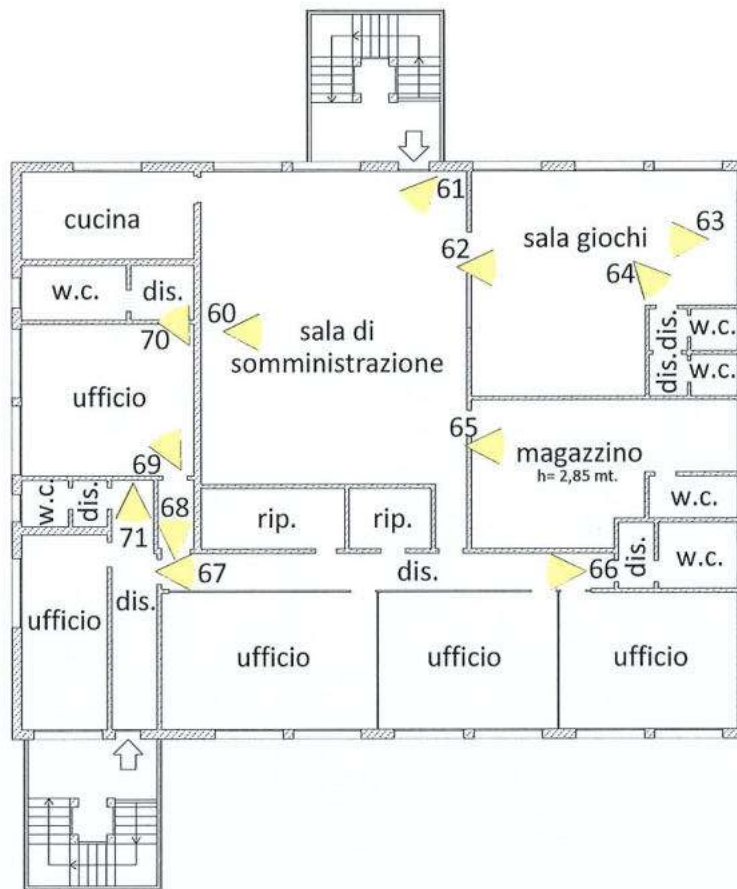 61
cucina
62
sala giochi
63
64
w.c.
dis.
60
sala di
somministrazione
70
dis.
w.c.
dis.
w.c.
ufficio
65
magazzino
h= 2,85 mt.
69
w.c.
dis.
68
rip.
rip.
w.c.
71
67
dis.
66
dis.
w.c.
ufficio
dis.
ufficio
ufficio
ufficio